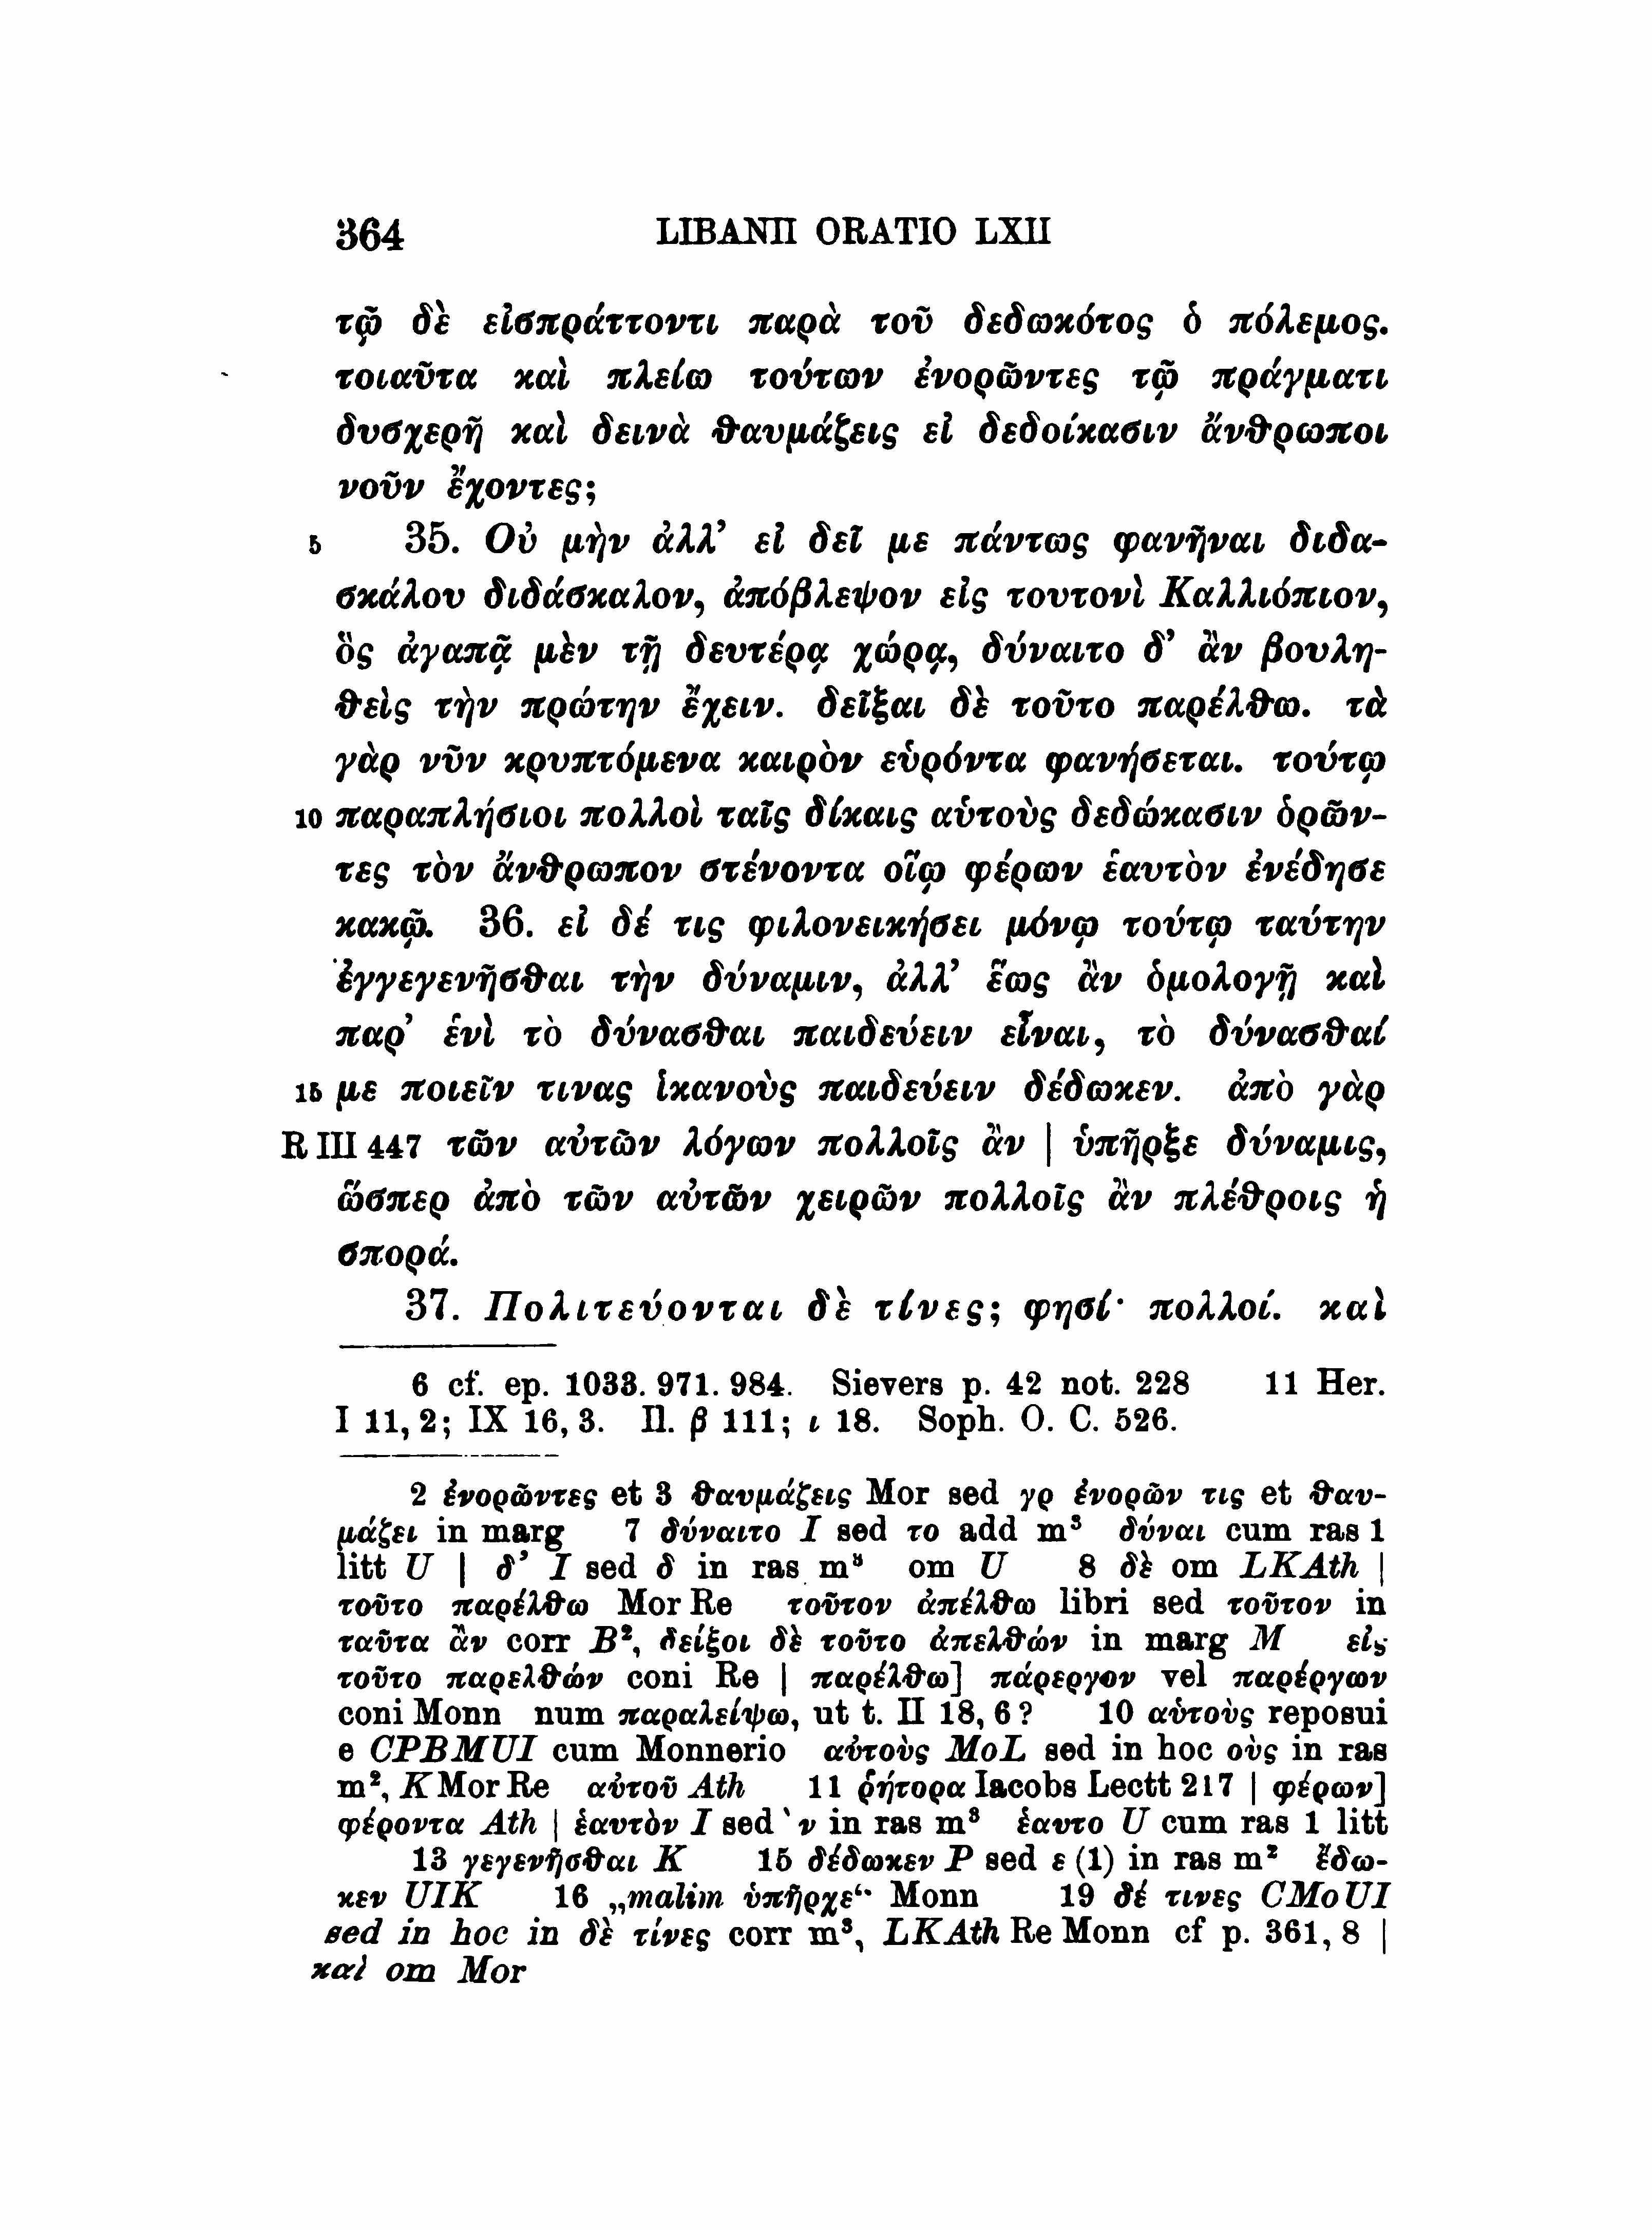 364 LIBANII ORATIO LXII
τῷ δὲ εἰσπράττοντι παρὰ τοῦ δεδωκότος ὁ πόλεμος.
τοιαῦτα καὶ πλείω τούτων ἐνορῶντες τῷ πράγματι
δυσχερῆ καὶ δεινὰ θαυμάζεις εἰ δεδοίκασιν ἄνθρωποι
νοῦν ἔχοντες;
5 35. Οὐ μὴν ἀλλ’ εἰ δεῖ με πάντως φανῆναι διδα-
σκάλου διδάσκαλον, ἀπόβλεψον εἰς τουτονὶ Καλλιόπιον,
ὃς ἀγαπᾷ μὲν τῇ δευτέρᾳ χώρᾳ, δύναιτο δ’ ἂν βουλη-
θεὶς τὴν πρώτην ἔχειν. δεῖξαι δὲ τοῦτο παρέλθω. τὰ
γὰρ νῦν κρυπτόμενα καιρὸν εὑρόντα φανήσεται. τούτῳ
10 παραπλήσιοι πολλοὶ ταῖς δίκαις αὑτοὺς δεδώκασιν ὁρῶν-
τες τὸν ἄνθρωπον στένοντα οἵῳ φέρων ἑαυτὸν ἐνέδησε
κακῷ. 36. εἰ δέ τις φιλονεικήσει μόνῳ τούτῳ ταύτην
ἐγγεγενῆσθαι τὴν δύναμιν, ἀλλ’ ἕως ἂν ὁμολογῇ καὶ
παρ’ ἑνὶ τὸ δύνασθαι παιδεύειν εἶναι, τὸ δύνασθαί
15 με ποιεῖν τινας ἱκανοὺς παιδεύειν δέδωκεν. ἀπὸ γὰρ
R III 447 τῶν αὐτῶν λόγων πολλοῖς ἂν | ὑπῆρξε δύναμις,
ὥσπερ ἀπὸ τῶν αὐτῶν χειρῶν πολλοῖς ἂν πλέθροις ἡ
σπορά.
37. Πολιτεύονται δὲ τίνες; φησί· πολλοί. καὶ
6 cf. ep. 1033. 971. 984. Sievers p. 42 not. 228 11 Her.
I 11, 2; IX 16, 3. Il. β 111; ι 18. Soph. O. C. 526.
2 ἐνορῶντες et 3 θαυμάζεις Mor sed γρ ἐνορῶν τις et θαυ-
μάζει in marg 7 δύναιτο I sed το add m³ δύναι cum ras 1
litt U | δ’ I sed δ in ras m³ om U 8 δὲ om LKAth |
τοῦτο παρέλθω Mor Re τοῦτον ἀπέλθω libri sed τοῦτον in
ταῦτα ἂν corr B², δείξοι δὲ τοῦτο ἀπελθών in marg M εἰς
τοῦτο παρελθών coni Re | παρέλθω] πάρεργον vel παρέργων
coni Monn num παραλείψω, ut t. II 18, 6? 10 αὑτοὺς reposui
e CPBMUI cum Monnerio αὐτοὺς MoL sed in hoc οὺς in ras
m², K Mor Re αὐτοῦ Ath 11 ῥήτορα Iacobs Lectt 217 | φέρων]
φέροντα Ath | ἑαυτὸν I sed ὸν in ras m³ ἑαυτο U cum ras 1 litt
13 γεγενῆσθαι K 15 δέδωκεν P sed ε (1) in ras m² ἔδω-
κεν UIK 16 „malim ὑπῆρχε“ Monn 19 δέ τινες CMoUI
sed in hoc in δὲ τίνες corr m³, LKAth Re Monn cf p. 361, 8 |
καὶ om Mor